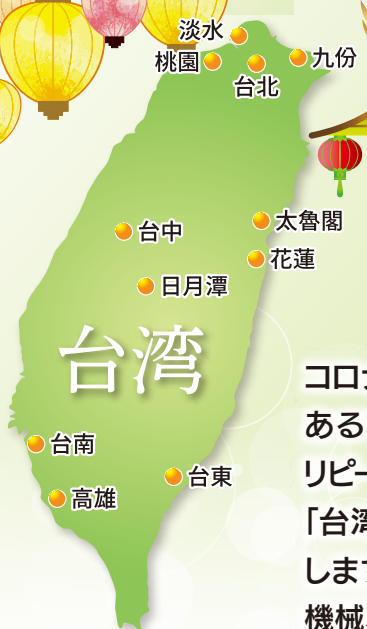 淡水
桃園
台北
九份
台中
太魯閣
花蓮
日月潭
台湾
台南
台東
高雄
コロ
ある
リピー
「台湾
します
機械